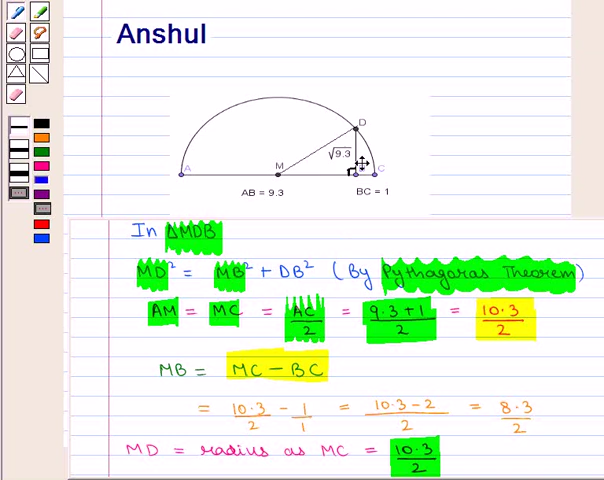 Anshul
D
√9.3
A
M
C
AB = 9.3
BC = 1
In ΔMDB
MD² = MB² + DB² (By Pythagaras Theorem)
AM = MC = AC/2 = 9.3+1/2 = 10.3/2
MB = MC - BC
= 10.3/2 - 1/1 = 10.3-2/2 = 8.3/2
MD = radius as MC = 10.3/2